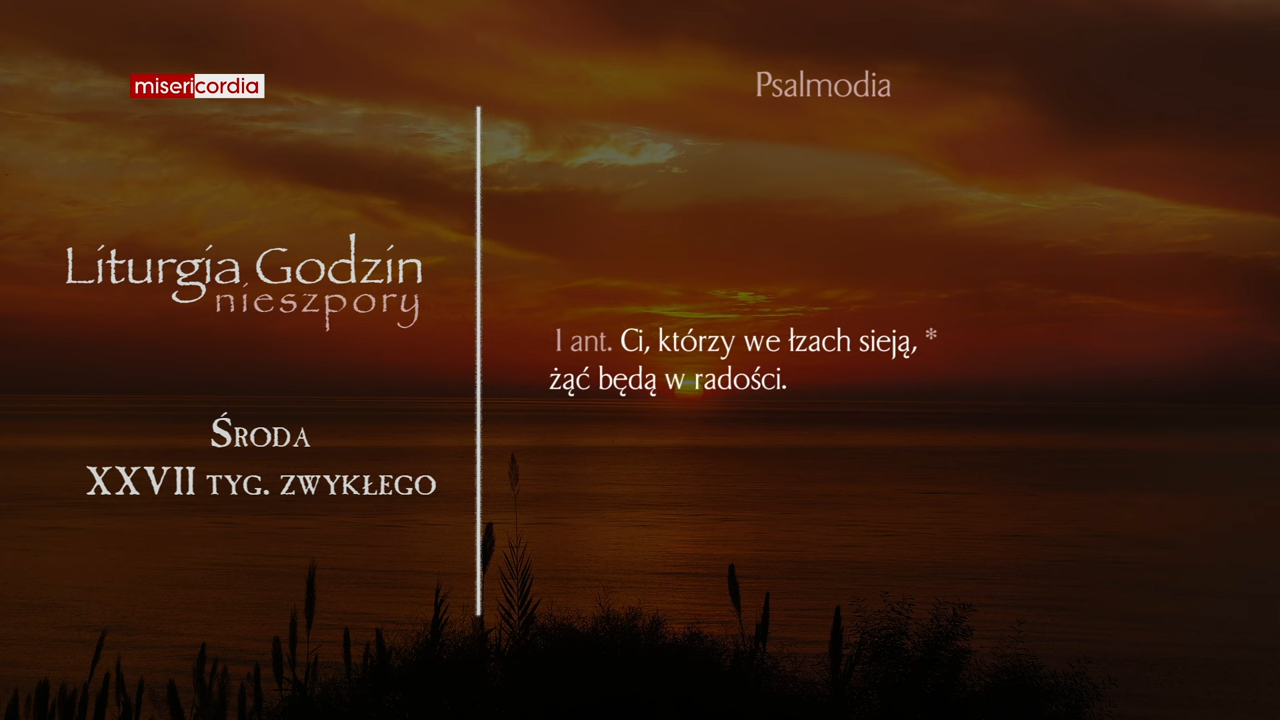 misericordia
Psalmodia
Liturgia Godzin
nieszpory
I ant. Ci, którzy we łzach sieją, *
żąć będą w radości.
Środa
XXVII tyg. zwykłego